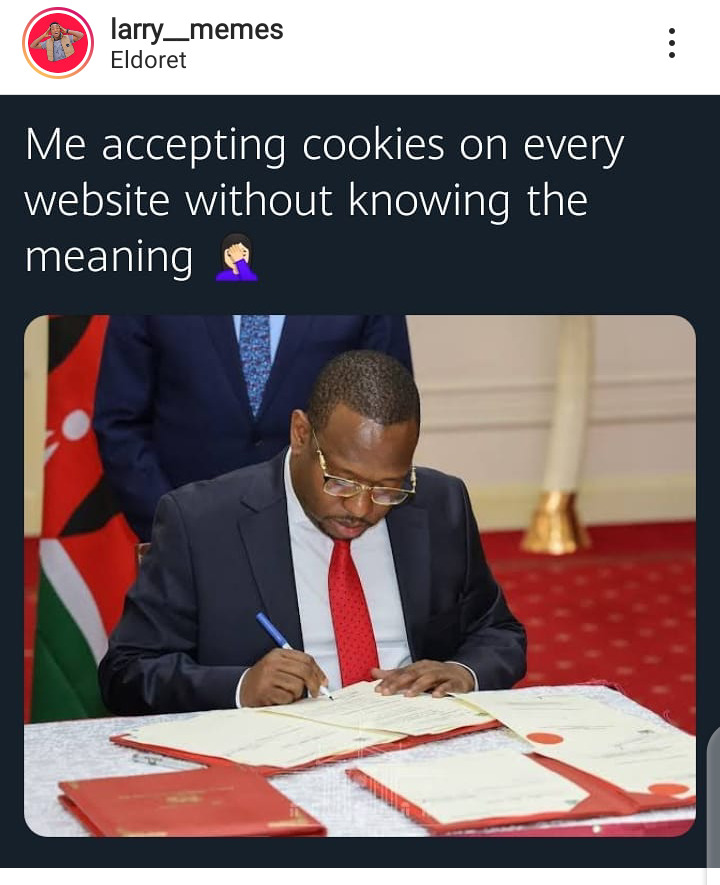 larry__memes
Eldoret
Me accepting cookies on every
website without knowing the
meaning 🤦🏻‍♀️